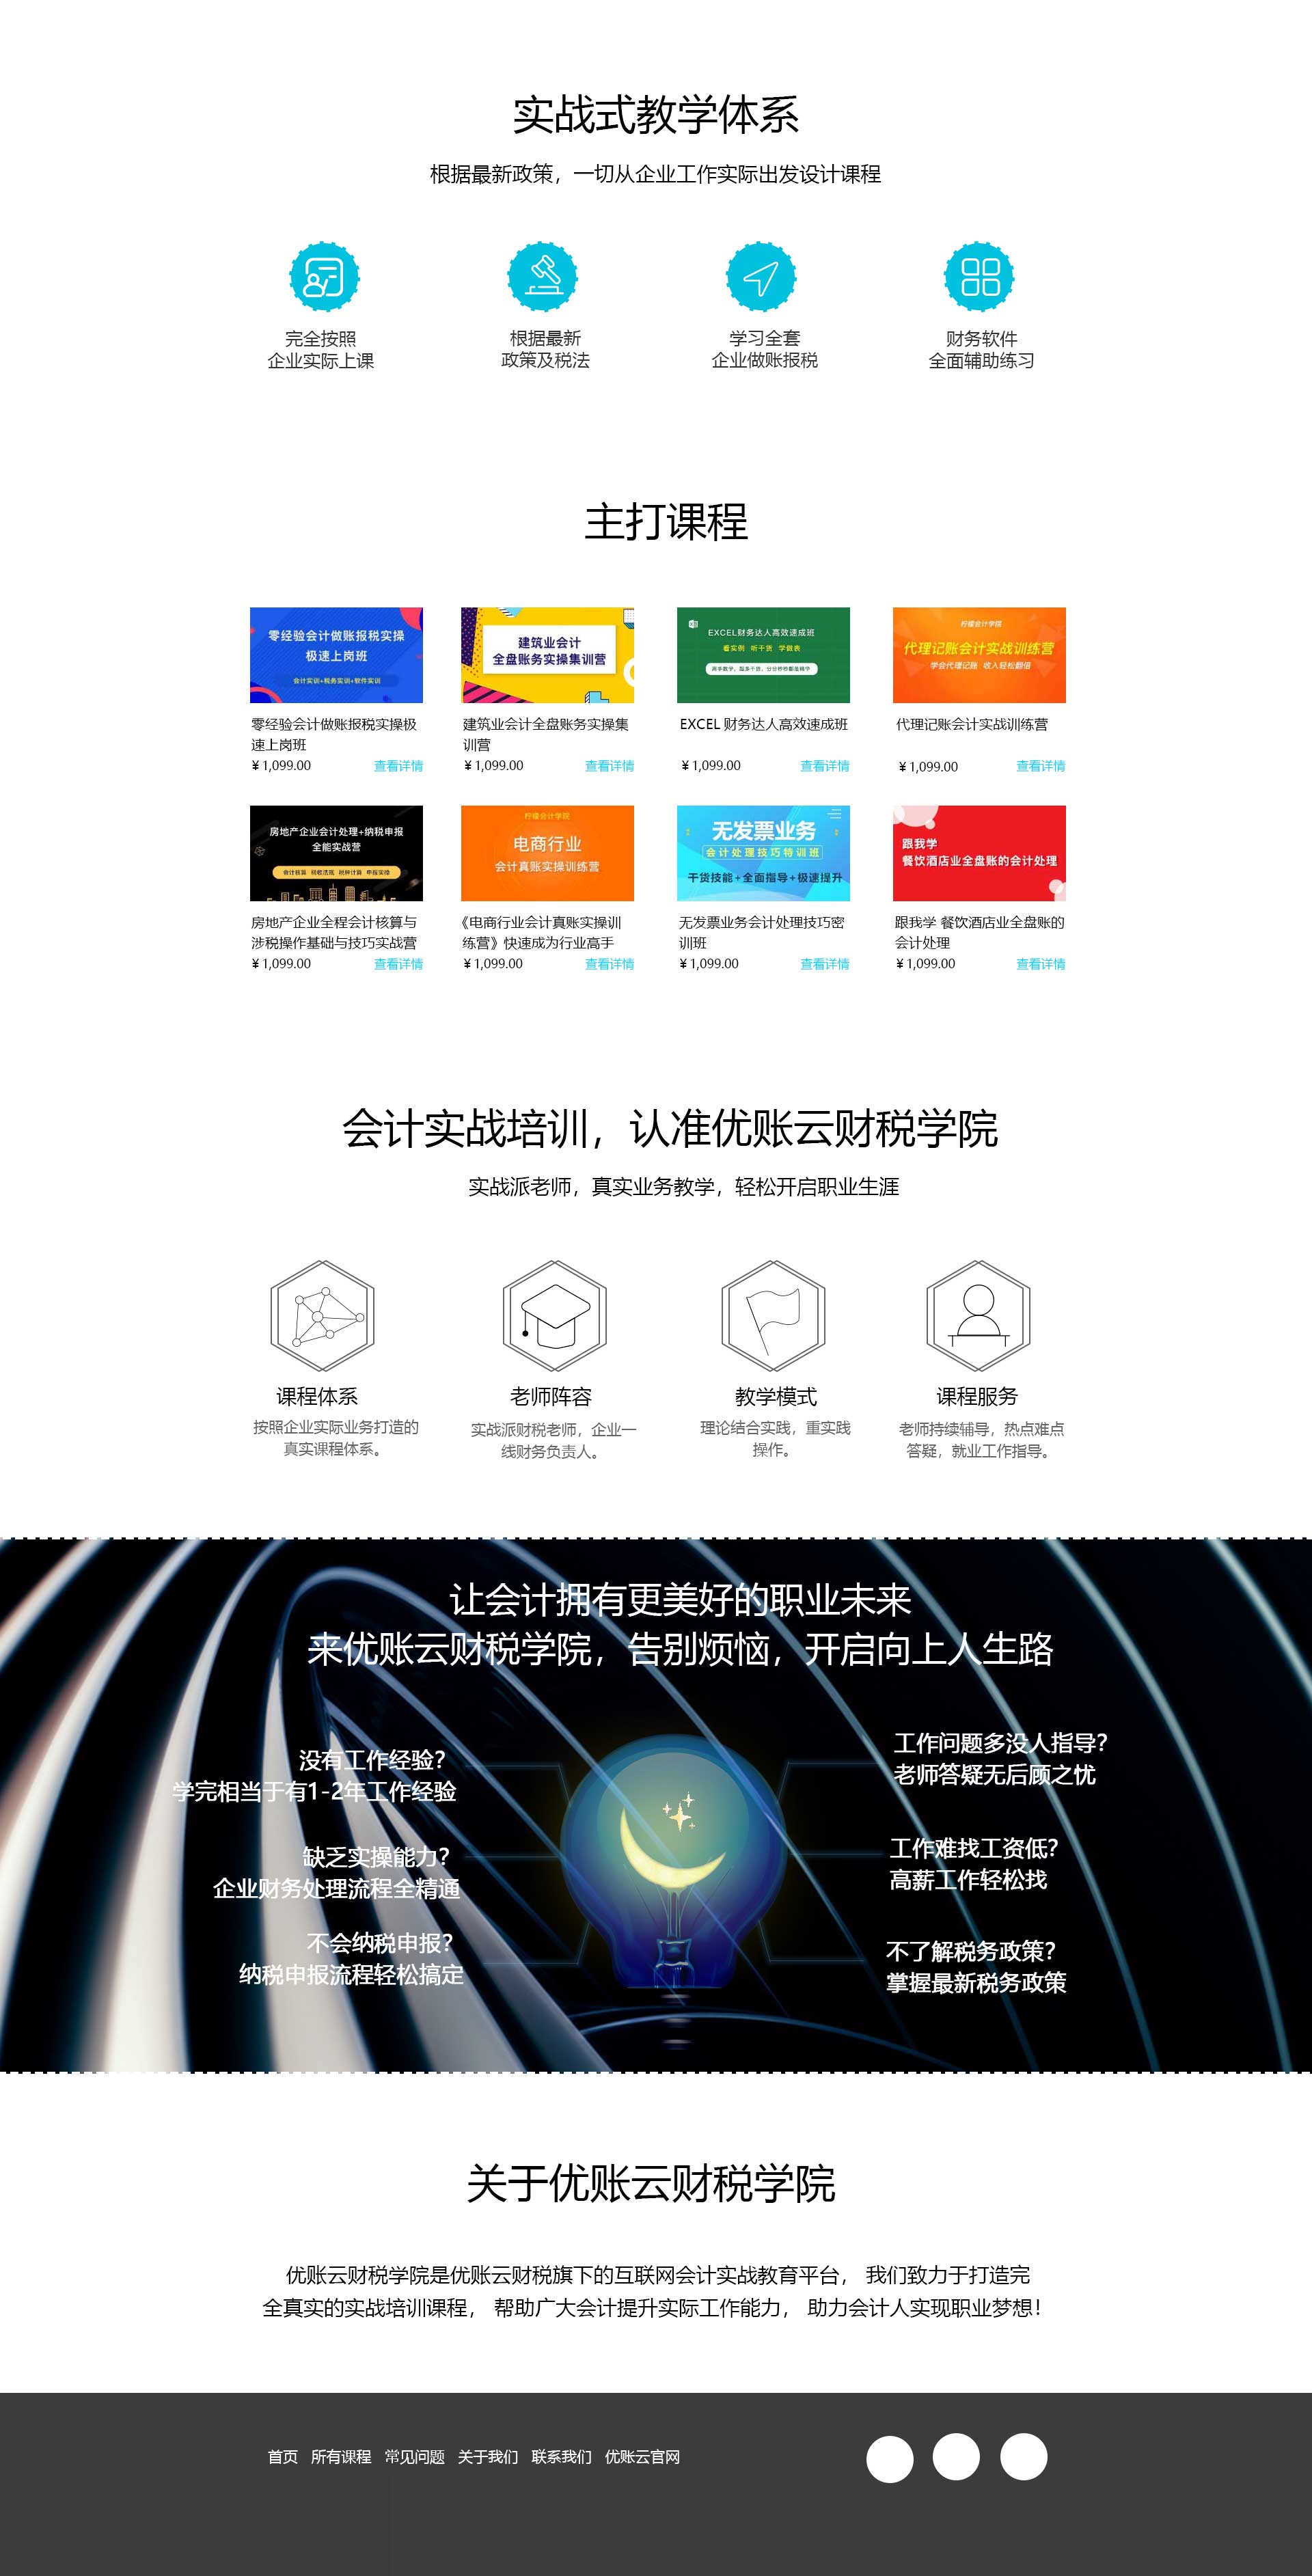 实战式教学体系
根据最新政策，一切从企业工作实际出发设计课程
完全按照
企业实际上课
根据最新
政策及税法
学习全套
企业做账报税
财务软件
全面辅助练习
主打课程
零经验会计做账报税实操
极速上岗班
会计实训+税务实训+软件实训
零经验会计做账报税实操极
速上岗班
¥ 1,099.00
查看详情
建筑业会计
全盘账务实操集训营
建筑业会计全盘账务实操集
训营
¥ 1,099.00
查看详情
EXCEL财务达人高效速成班
看实例 听干货 学做表
EXCEL 财务达人高效速成班
¥ 1,099.00
查看详情
柠檬会计学院
代理记账会计实战训练营
学会代理记账 收入轻松翻倍
代理记账会计实战训练营
¥ 1,099.00
查看详情
房地产企业会计处理+纳税申报
全能实战营
会计核算 税收法规 税种计算 申报实操
房地产企业全程会计核算与
涉税操作基础与技巧实战营
¥ 1,099.00
查看详情
柠檬会计学院
电商行业
会计真账实操训练营
《电商行业会计真账实操训
练营》快速成为行业高手
¥ 1,099.00
查看详情
无发票业务
会计处理技巧特训班
干货技能+全面指导+极速提升
无发票业务会计处理技巧密
训班
¥ 1,099.00
查看详情
跟我学
餐饮酒店业全盘账的会计处理
跟我学 餐饮酒店业全盘账的
会计处理
¥ 1,099.00
查看详情
会计实战培训，认准优账云财税学院
实战派老师，真实业务教学，轻松开启职业生涯
课程体系
按照企业实际业务打造的
真实课程体系。
老师阵容
实战派财税老师，企业一
线财务负责人。
教学模式
理论结合实践，重实践
操作。
课程服务
老师持续辅导，热点难点
答疑，就业工作指导。
让会计拥有更美好的职业未来
来优账云财税学院，告别烦恼，开启向上人生路
没有工作经验？
学完相当于有1-2年工作经验
缺乏实操能力？
企业财务处理流程全精通
不会纳税申报？
纳税申报流程轻松搞定
工作问题多没人指导？
老师答疑无后顾之忧
工作难找工资低？
高薪工作轻松找
不了解税务政策？
掌握最新税务政策
关于优账云财税学院
优账云财税学院是优账云财税旗下的互联网会计实战教育平台， 我们致力于打造完
全真实的实战培训课程， 帮助广大会计提升实际工作能力， 助力会计人实现职业梦想！
首页 所有课程 常见问题 关于我们 联系我们 优账云官网